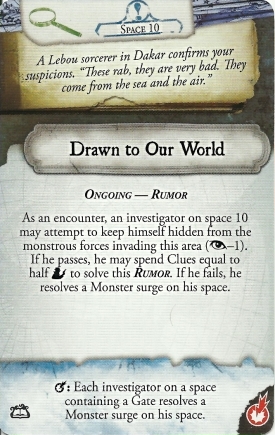 SPACE 10
A Lebou sorcerer in Dakar confirms your
suspicions. “These rab, they are very bad. They
come from the sea and the air.”
Drawn to Our World
ONGOING — RUMOR
As an encounter, an investigator on space 10
may attempt to keep himself hidden from the
monstrous forces invading this area ( –1).
If he passes, he may spend Clues equal to
half to solve this RUMOR. If he fails, he
resolves a Monster surge on his space.
: Each investigator on a space
containing a Gate resolves a
Monster surge on his space.